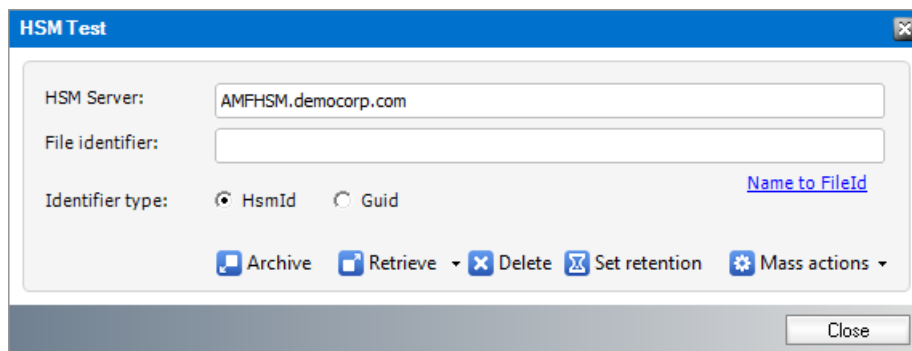 HSM Test
HSM Server: AMFHSM.democorp.com
File identifier:
Name to FileId
Identifier type: HsmId Guid
Archive Retrieve Delete Set retention Mass actions
Close